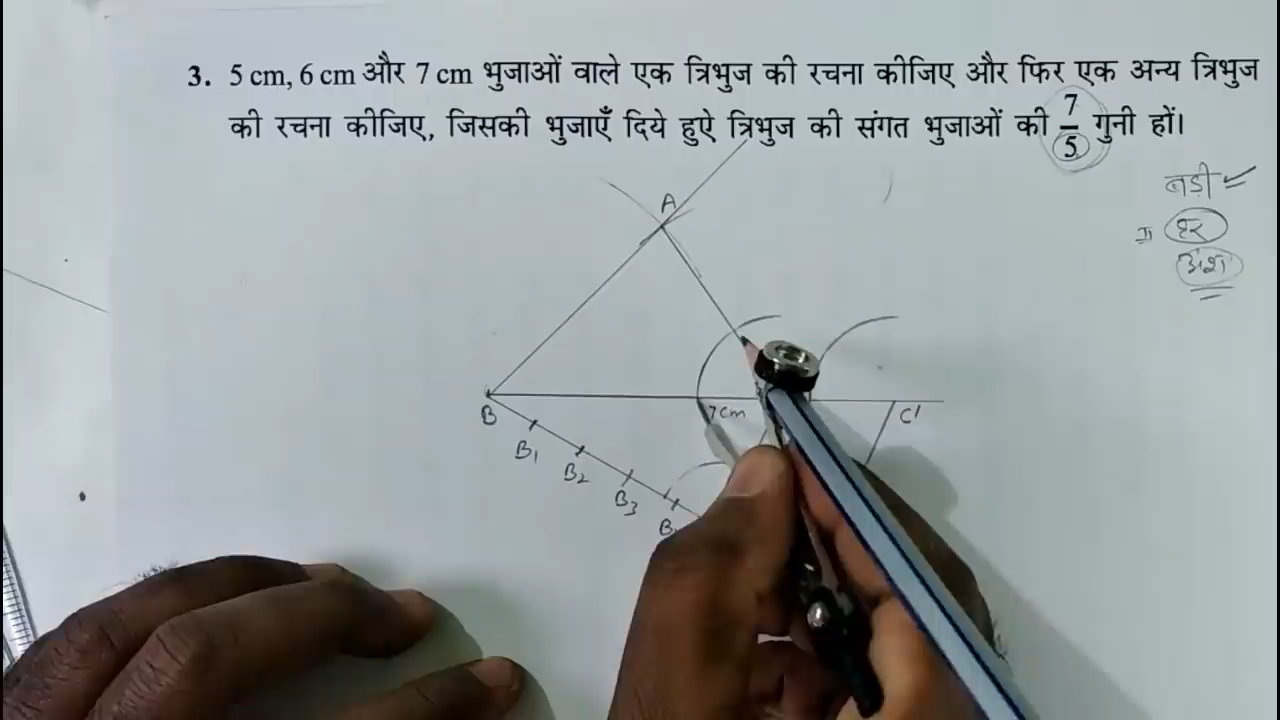 3. 5 cm, 6 cm और 7 cm भुजाओं वाले एक त्रिभुज की रचना कीजिए और फिर एक अन्य त्रिभुज
की रचना कीजिए, जिसकी भुजाएँ दिये हुऐ त्रिभुज की संगत भुजाओं की 7/5 गुनी हों।
बड़ी ✓
= हर
अंश
A
B 7cm C'
B1
B2
B3
B